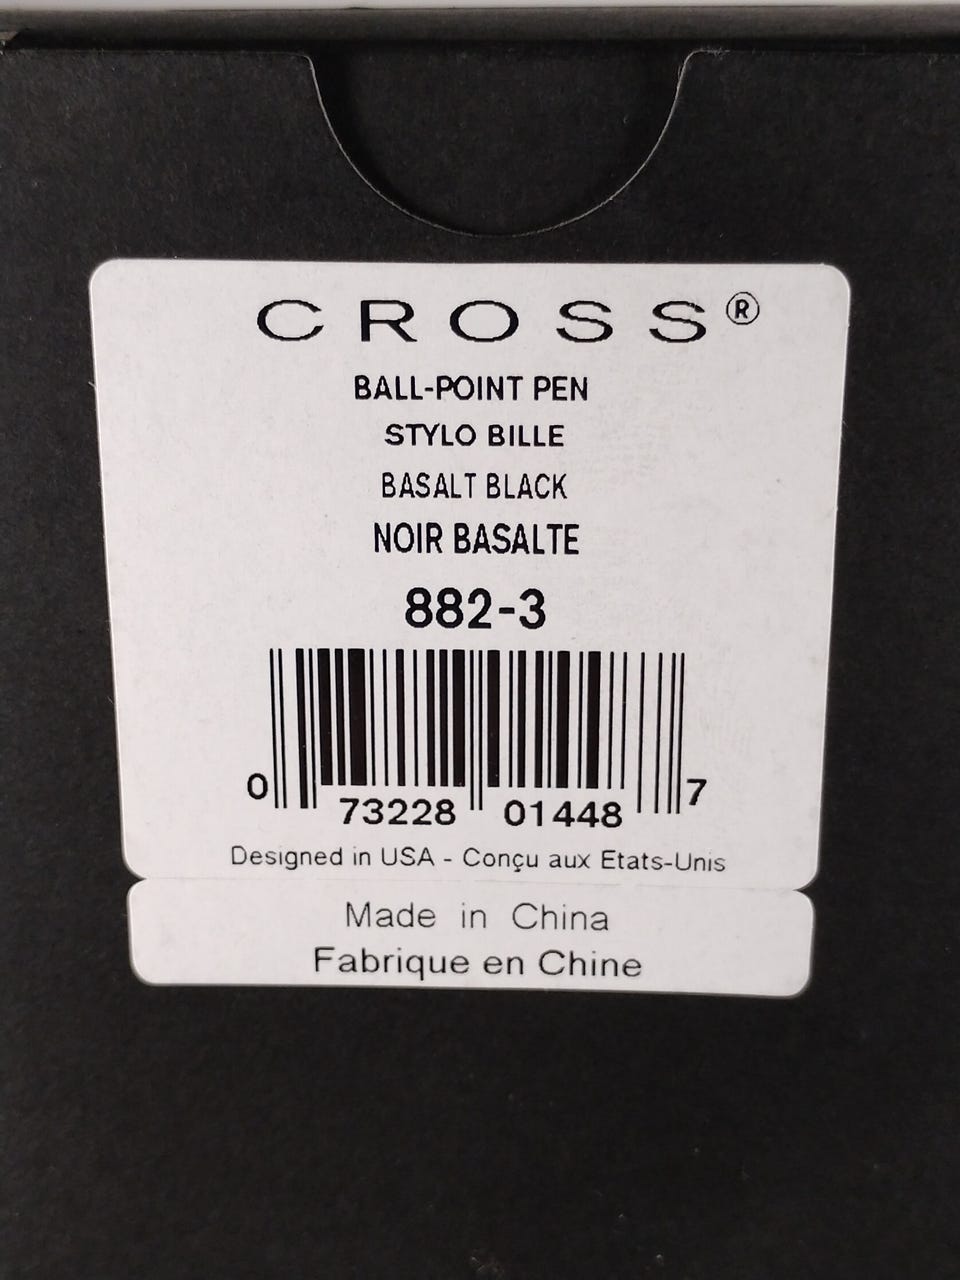 CROSS®
BALL-POINT PEN
STYLO BILLE
BASALT BLACK
NOIR BASALTE
882-3
0 73228 01448 7
Designed in USA - Conçu aux Etats-Unis
Made in China
Fabrique en Chine